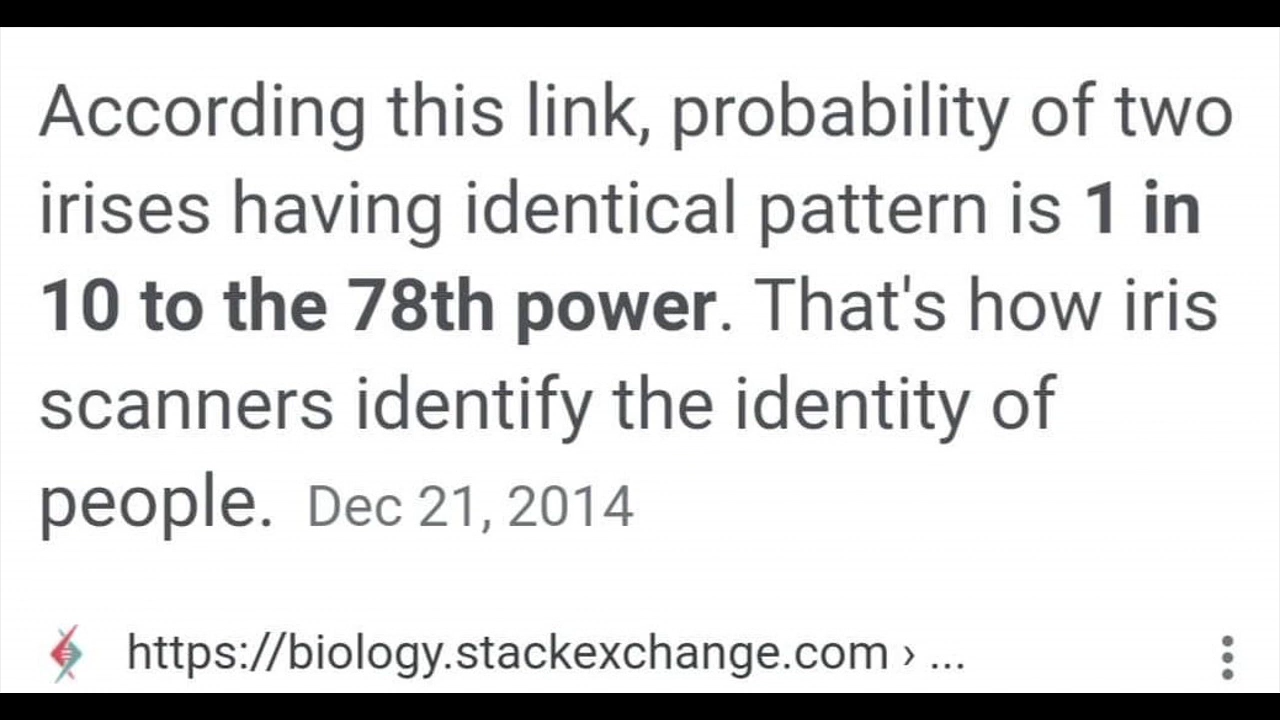 According this link, probability of two
irises having identical pattern is 1 in
10 to the 78th power. That's how iris
scanners identify the identity of
people. Dec 21, 2014
https://biology.stackexchange.com › ...